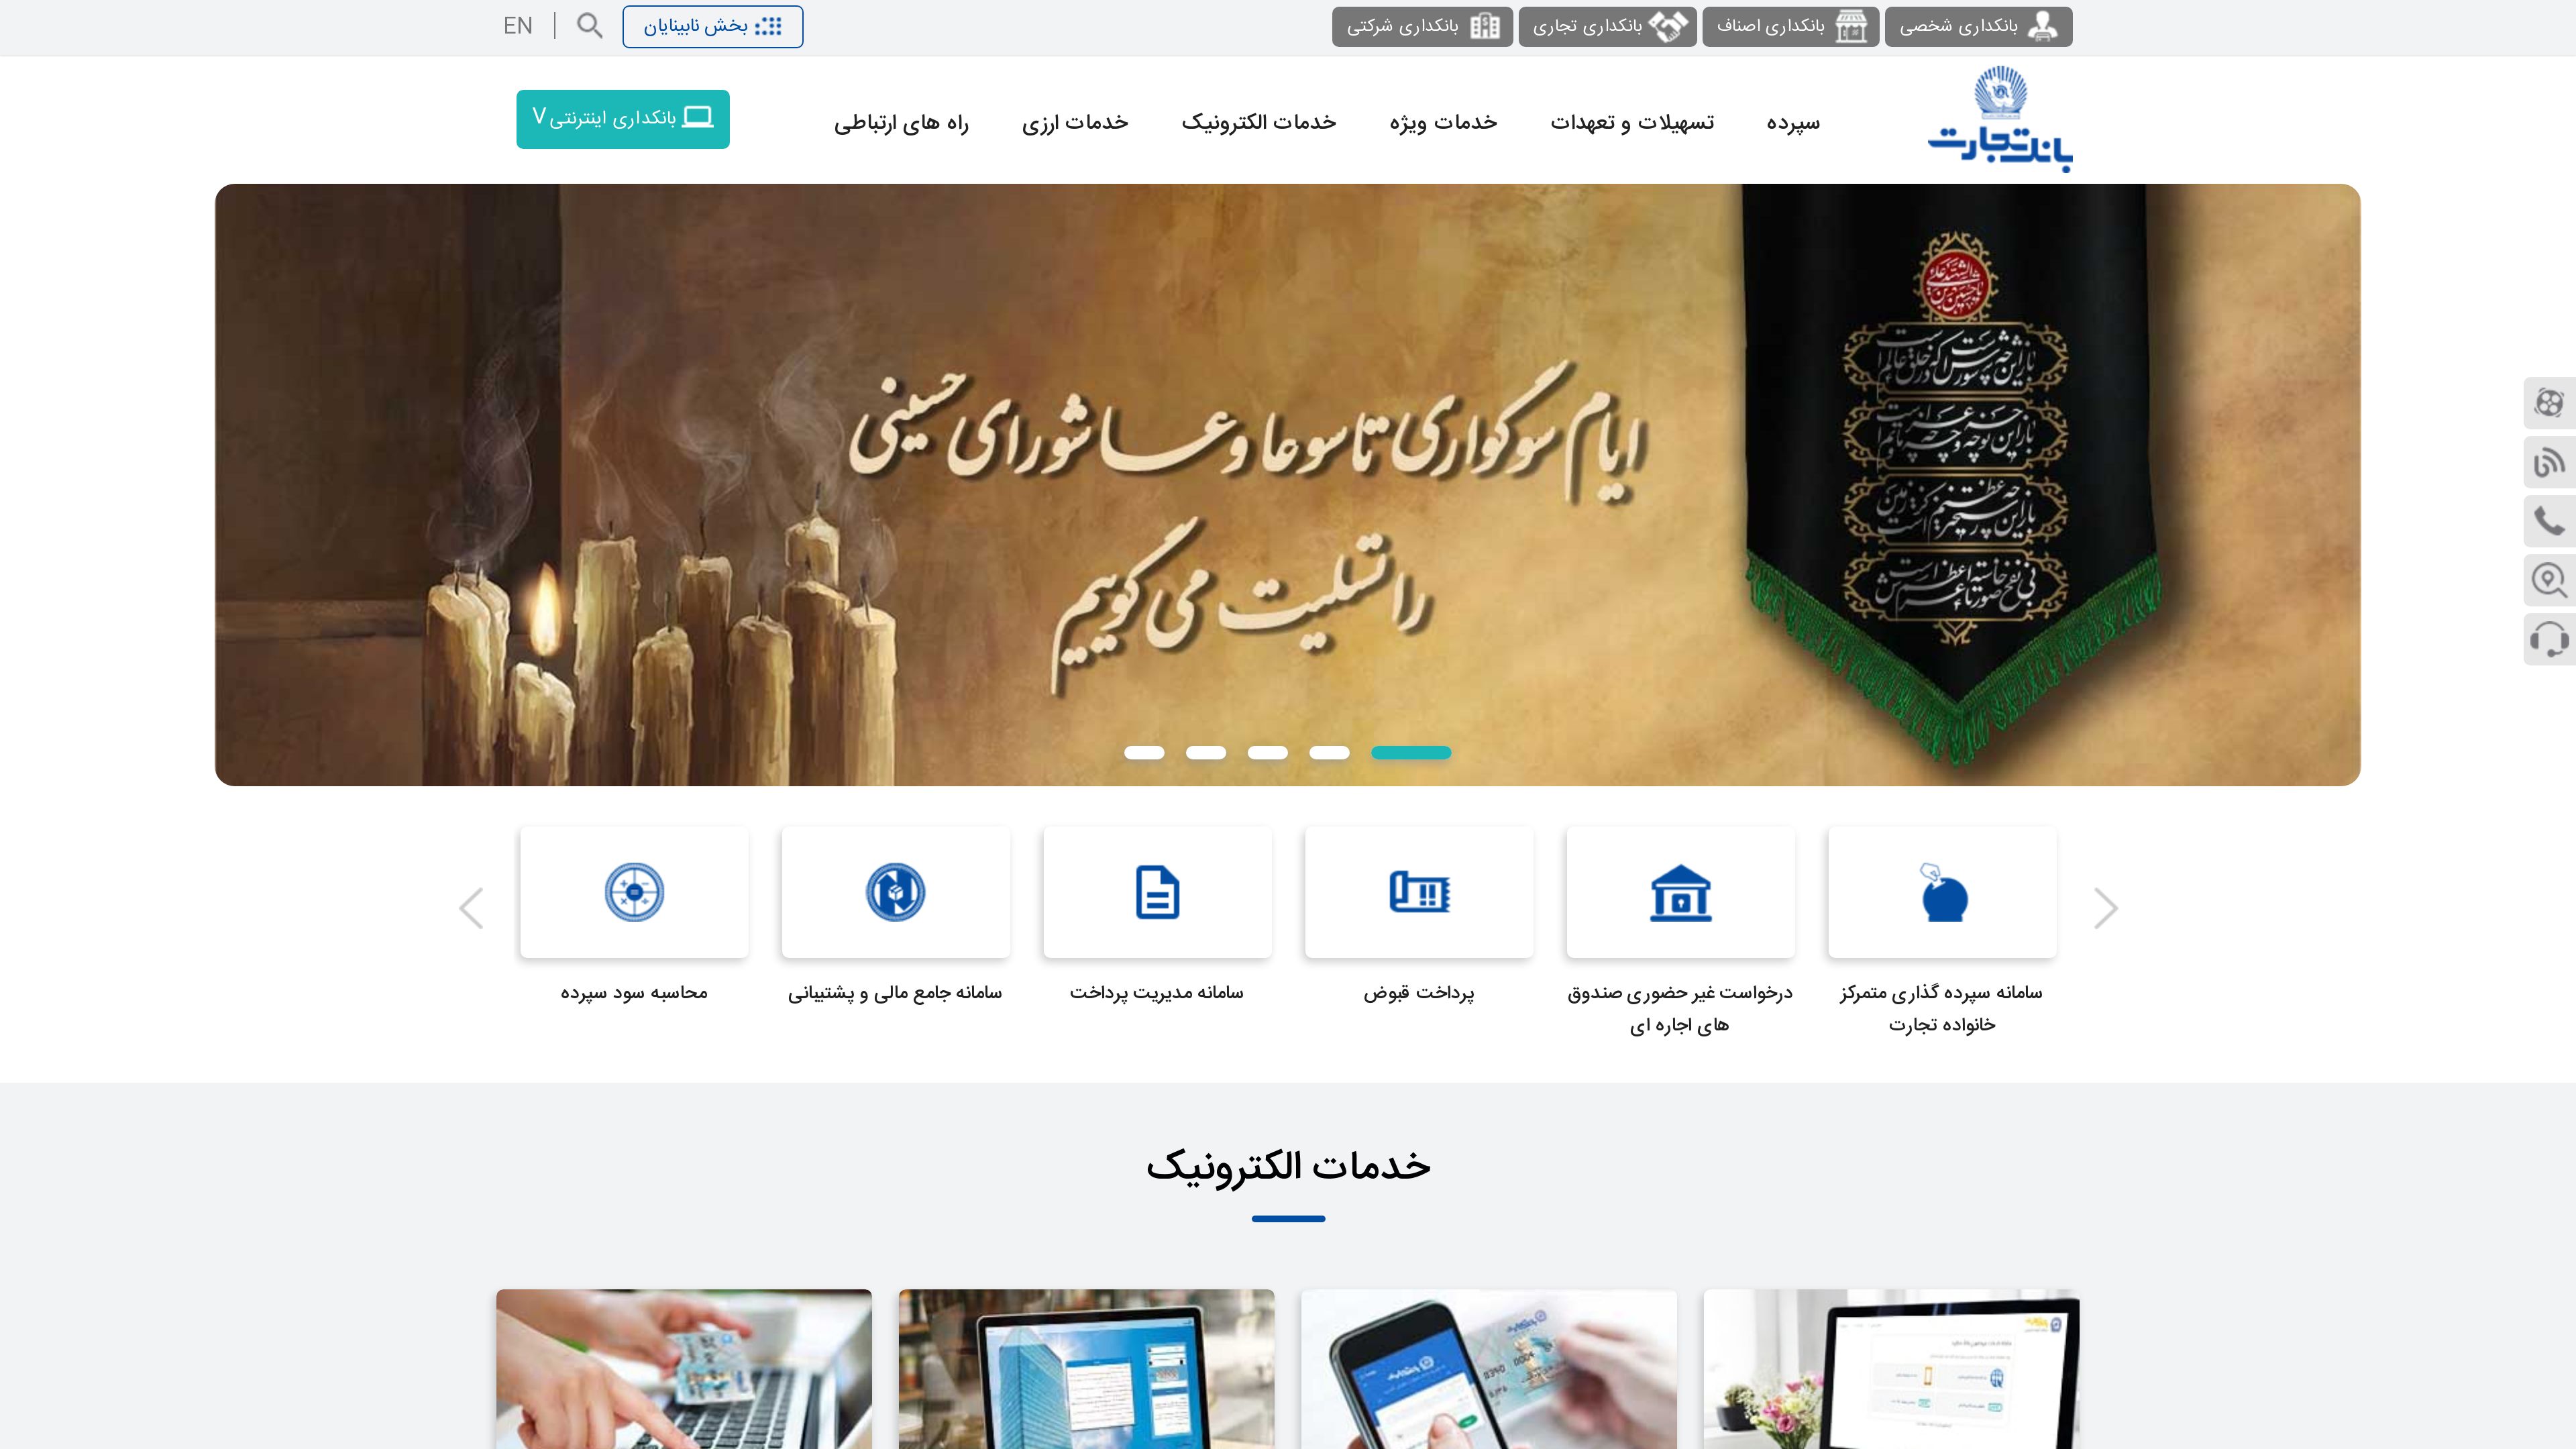 بانکداری شخصی
بانکداری اصناف
بانکداری تجاری
بانکداری شرکتی
بخش نابینایان
EN
بانک تجارت
سپرده
تسهیلات و تعهدات
خدمات ویژه
خدمات الکترونیک
خدمات ارزی
راه های ارتباطی
بانکداری اینترنتی V
ایام سوگواری تاسوعا و عاشورای حسینی
را تسلیت می گوییم
سامانه سپرده گذاری متمرکز
خانواده تجارت
درخواست غیر حضوری صندوق
های اجاره ای
پرداخت قبوض
سامانه مدیریت پرداخت
سامانه جامع مالی و پشتیبانی
محاسبه سود سپرده
خدمات الکترونیک